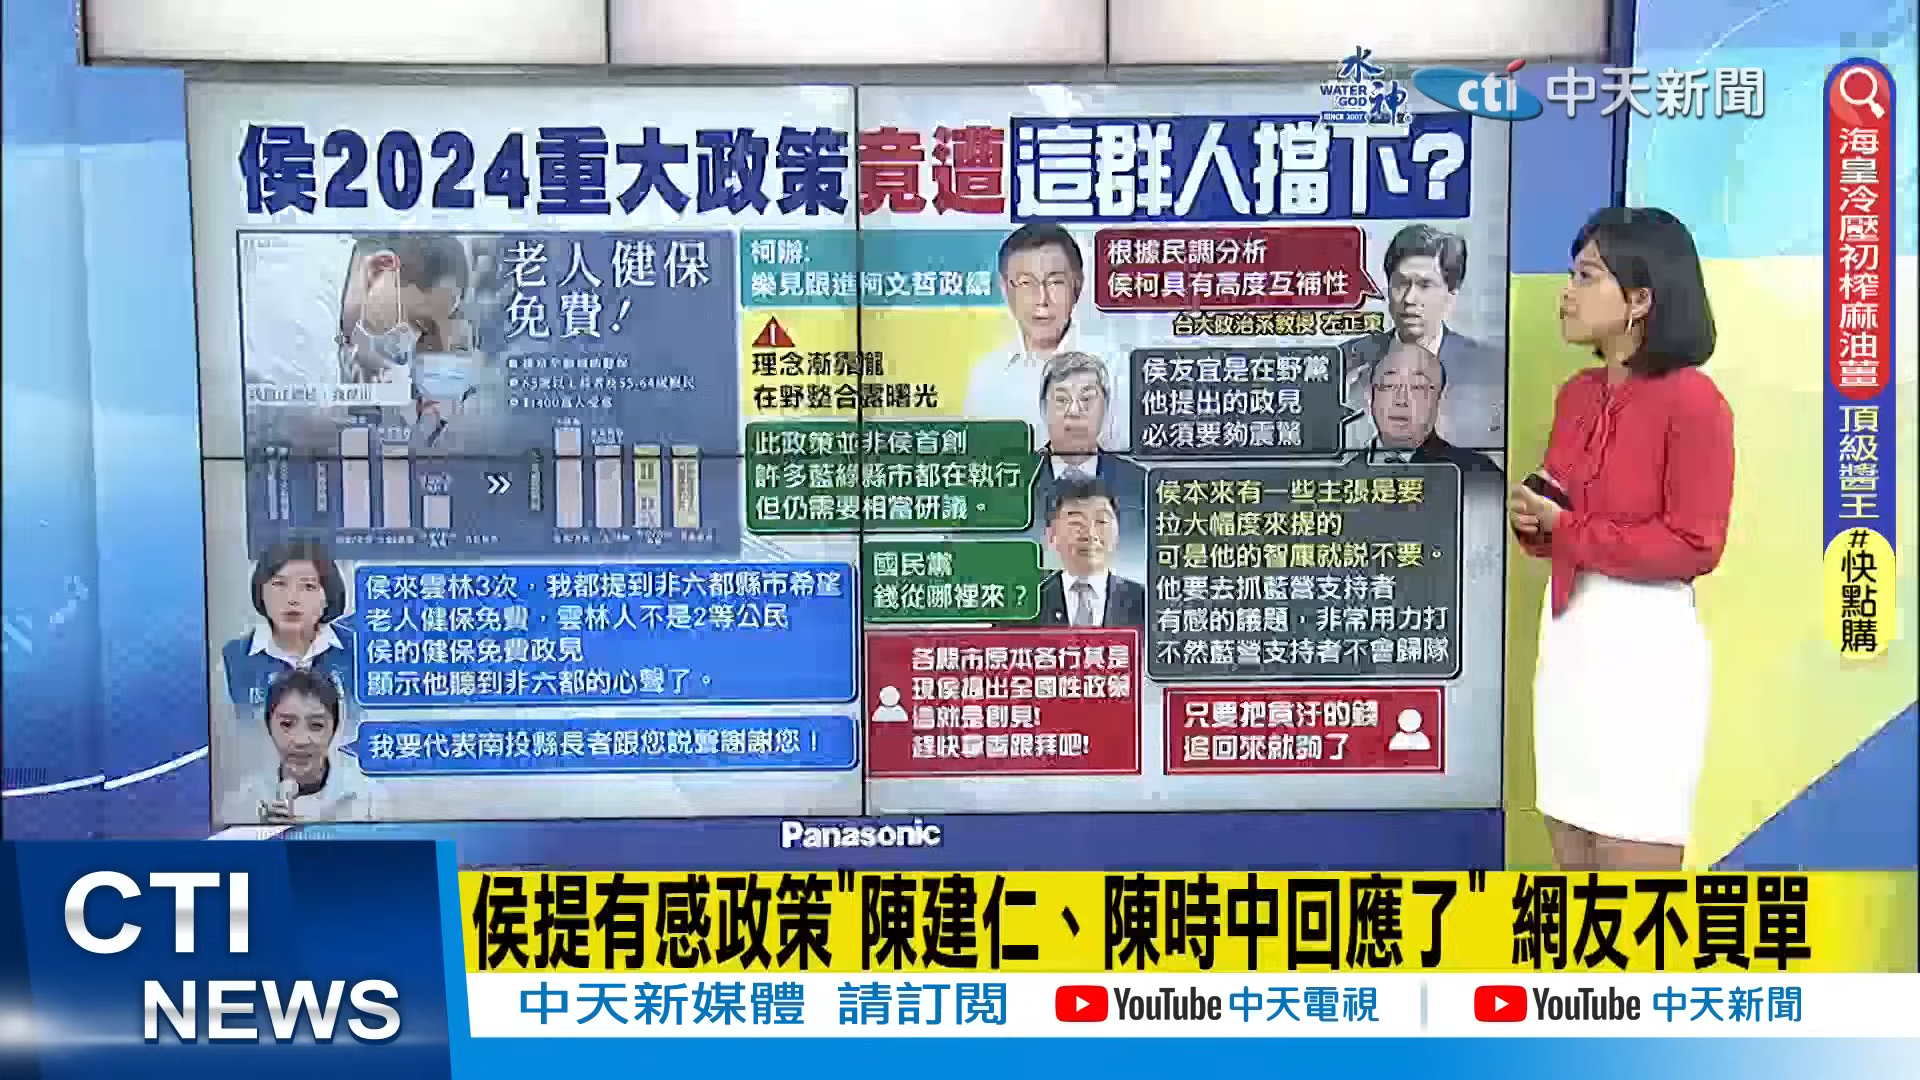 水神
WATER GOD
SINCE 2007
cti 中天新聞
侯2024重大政策竟遭這群人擋下?
老人健保
免費!
柯辦:
樂見跟進柯文哲政績
理念漸靠攏
在野整合露曙光
根據民調分析
侯柯具有高度互補性
台大政治系教授 左正東
侯友宜是在野黨
他提出的政見
必須要夠震驚
此政策並非侯首創
許多藍綠縣市都在執行
但仍需要相當研議。
侯本來有一些主張是要
拉大幅度來提的
可是他的智庫就說不要。
他要去抓藍營支持者
有感的議題,非常用力打
不然藍營支持者不會歸隊
國民黨
錢從哪裡來?
侯來雲林3次,我都提到非六都縣市希望
老人健保免費,雲林人不是2等公民
侯的健保免費政見
顯示他聽到非六都的心聲了。
我要代表南投縣長者跟您說聲謝謝您!
各縣市原本各行其是
現侯提出全國性政策
這就是創見!
趕快拿香跟拜吧!
只要把貪汙的錢
追回來就夠了
Panasonic
海皇冷壓初榨麻油薑
頂級醬王
#快點購
CTI
NEWS
侯提有感政策"陳建仁、陳時中回應了" 網友不買單
中天新媒體 請訂閱 YouTube 中天電視 | YouTube 中天新聞